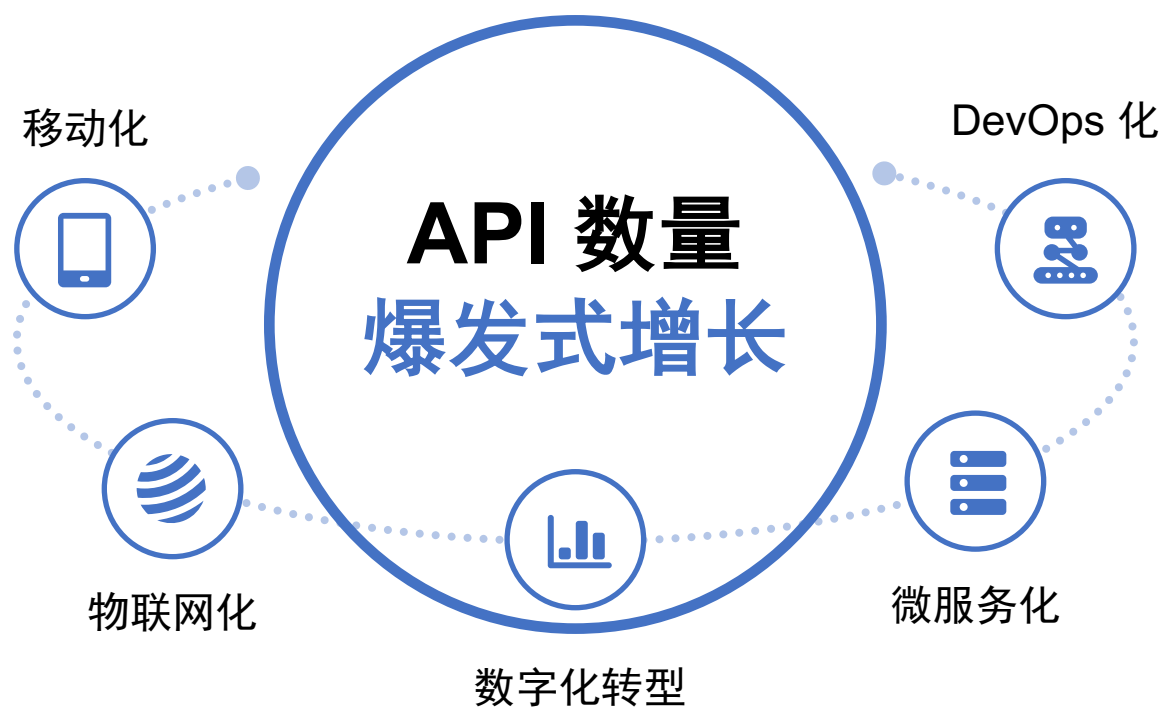 移动化
DevOps 化
API 数量
爆发式增长
物联网化
微服务化
数字化转型